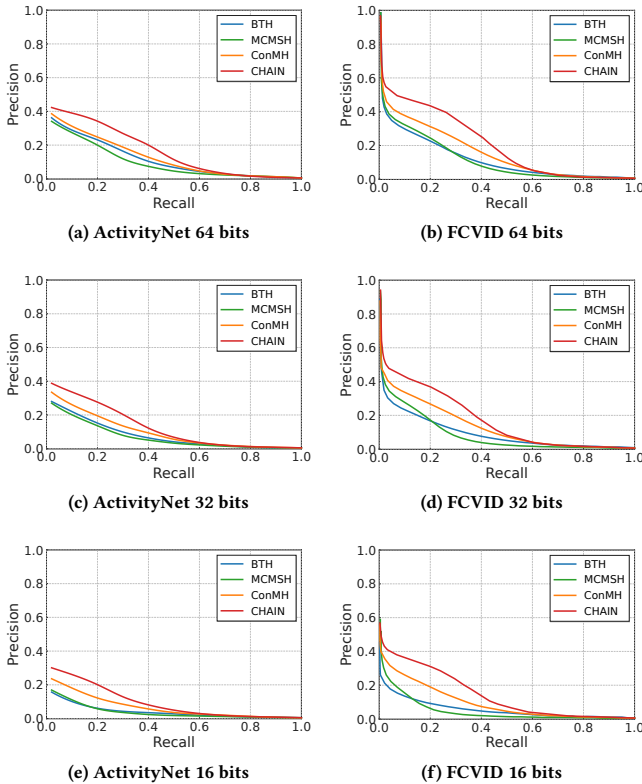 1.0
0.8
0.6
0.4
0.2
0.0
Precision
BTH
MCMSH
ConMH
CHAIN
0.0 0.2 0.4 0.6 0.8 1.0
Recall
(a) ActivityNet 64 bits
1.0
0.8
0.6
0.4
0.2
0.0
Precision
BTH
MCMSH
ConMH
CHAIN
0.0 0.2 0.4 0.6 0.8 1.0
Recall
(b) FCVID 64 bits
1.0
0.8
0.6
0.4
0.2
0.0
Precision
BTH
MCMSH
ConMH
CHAIN
0.0 0.2 0.4 0.6 0.8 1.0
Recall
(c) ActivityNet 32 bits
1.0
0.8
0.6
0.4
0.2
0.0
Precision
BTH
MCMSH
ConMH
CHAIN
0.0 0.2 0.4 0.6 0.8 1.0
Recall
(d) FCVID 32 bits
1.0
0.8
0.6
0.4
0.2
0.0
Precision
BTH
MCMSH
ConMH
CHAIN
0.0 0.2 0.4 0.6 0.8 1.0
Recall
(e) ActivityNet 16 bits
1.0
0.8
0.6
0.4
0.2
0.0
Precision
BTH
MCMSH
ConMH
CHAIN
0.0 0.2 0.4 0.6 0.8 1.0
Recall
(f) FCVID 16 bits